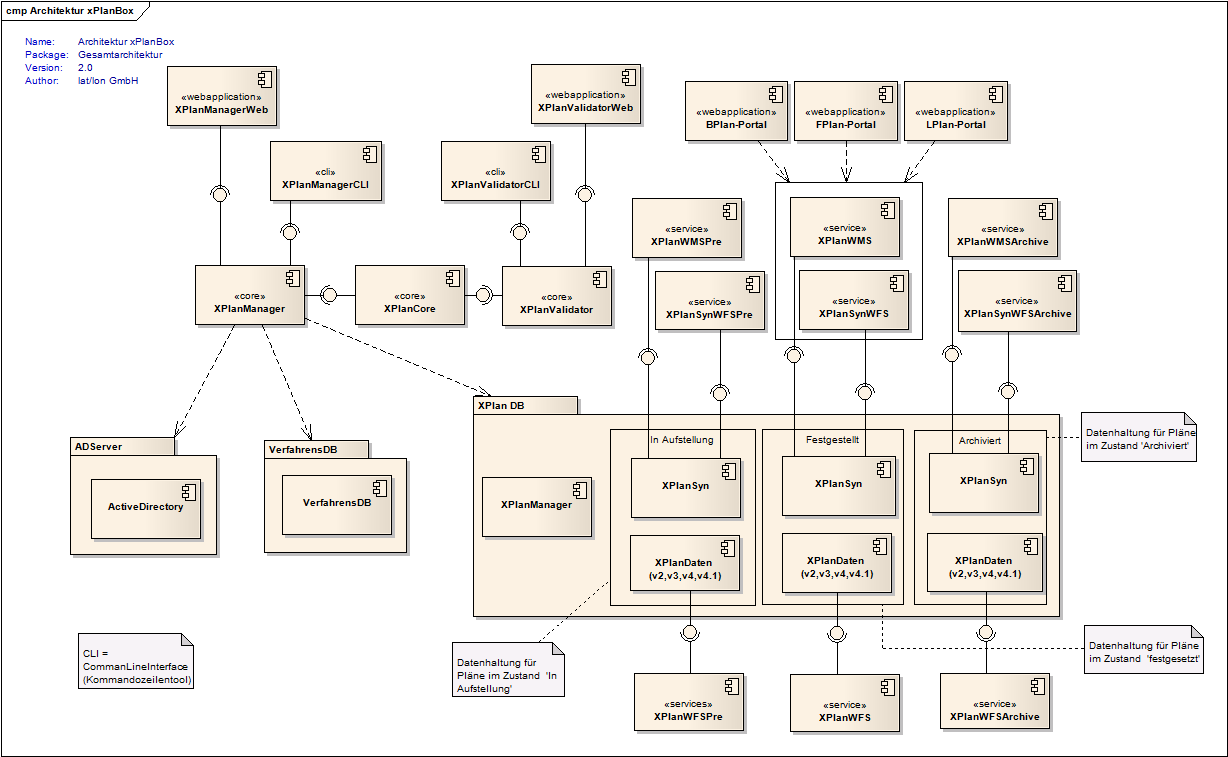 cmp Architektur xPlanBox
Name: Architektur xPlanBox
Package: Gesamtarchitektur
Version: 2.0
Author: lat/lon GmbH
«webapplication»
XPlanManagerWeb
«webapplication»
XPlanValidatorWeb
«webapplication»
BPlan-Portal
«webapplication»
FPlan-Portal
«webapplication»
LPlan-Portal
«cli»
XPlanManagerCLI
«cli»
XPlanValidatorCLI
«service»
XPlanWMSPre
«service»
XPlanWMS
«service»
XPlanWMSArchive
«core»
XPlanManager
«core»
XPlanCore
«core»
XPlanValidator
«service»
XPlanSynWFSPre
«service»
XPlanSynWFS
«service»
XPlanSynWFSArchive
XPlan DB
In Aufstellung
Festgestellt
Archiviert
Datenhaltung für Pläne
im Zustand 'Archiviert'
ADServer
ActiveDirectory
VerfahrensDB
VerfahrensDB
XPlanManager
XPlanSyn
XPlanSyn
XPlanSyn
XPlanDaten
(v2,v3,v4,v4.1)
XPlanDaten
(v2,v3,v4,v4.1)
XPlanDaten
(v2,v3,v4,v4.1)
CLI =
CommanLineInterface
(Kommandozeilentool)
Datenhaltung für
Pläne im Zustand 'In
Aufstellung'
Datenhaltung für Pläne
im Zustand 'festgesetzt'
«services»
XPlanWFSPre
«service»
XPlanWFS
«service»
XPlanWFSArchive